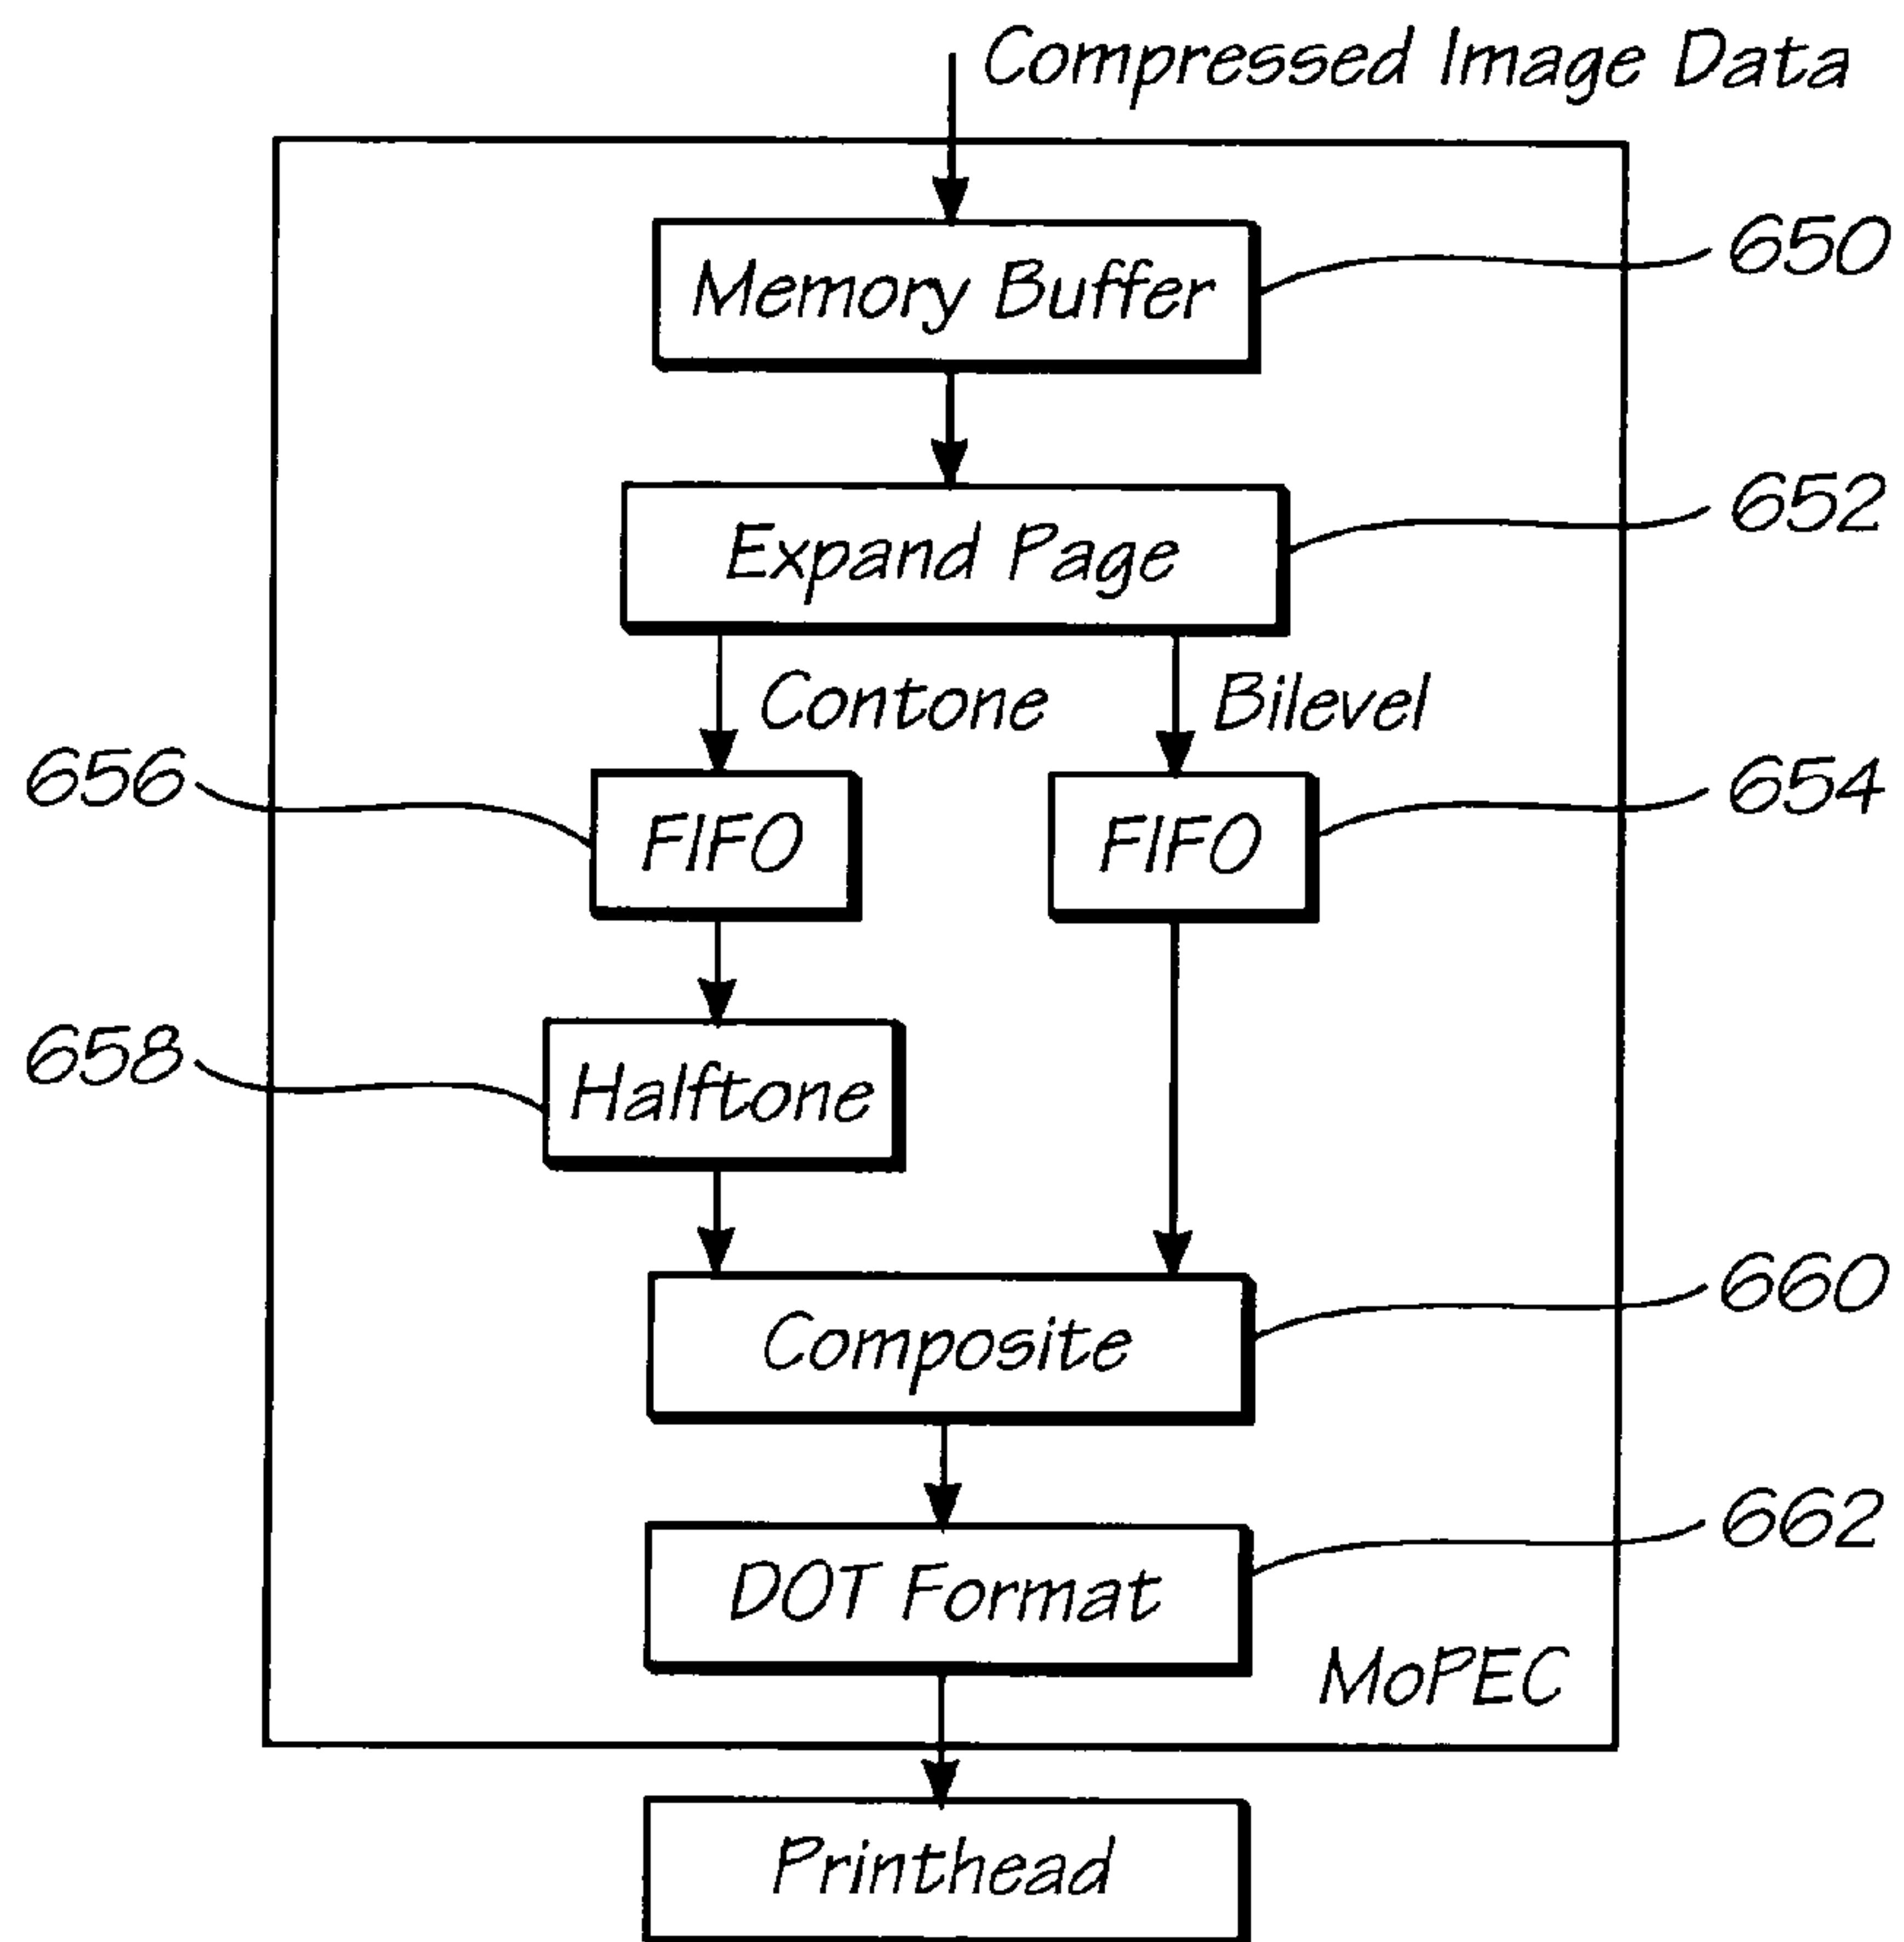 Compressed Image Data
Memory Buffer
650
Expand Page
652
Contone
Bilevel
656
FIFO
FIFO
654
658
Halftone
Composite
660
DOT Format
662
MoPEC
Printhead